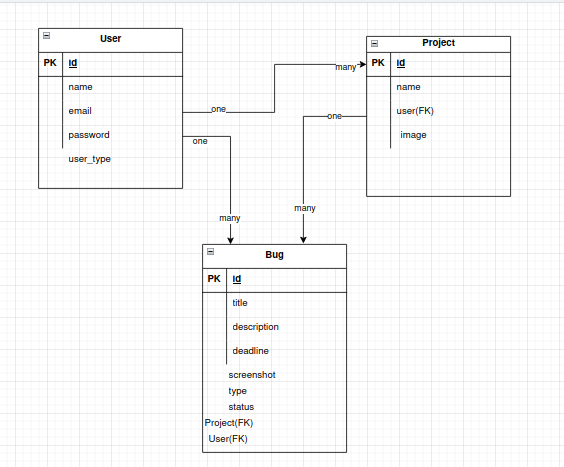 User
PK id
name
email
password
user_type
Project
PK id
name
user(FK)
image
one
many
one
many
one
many
Bug
PK id
title
description
deadline
screenshot
type
status
Project(FK)
User(FK)